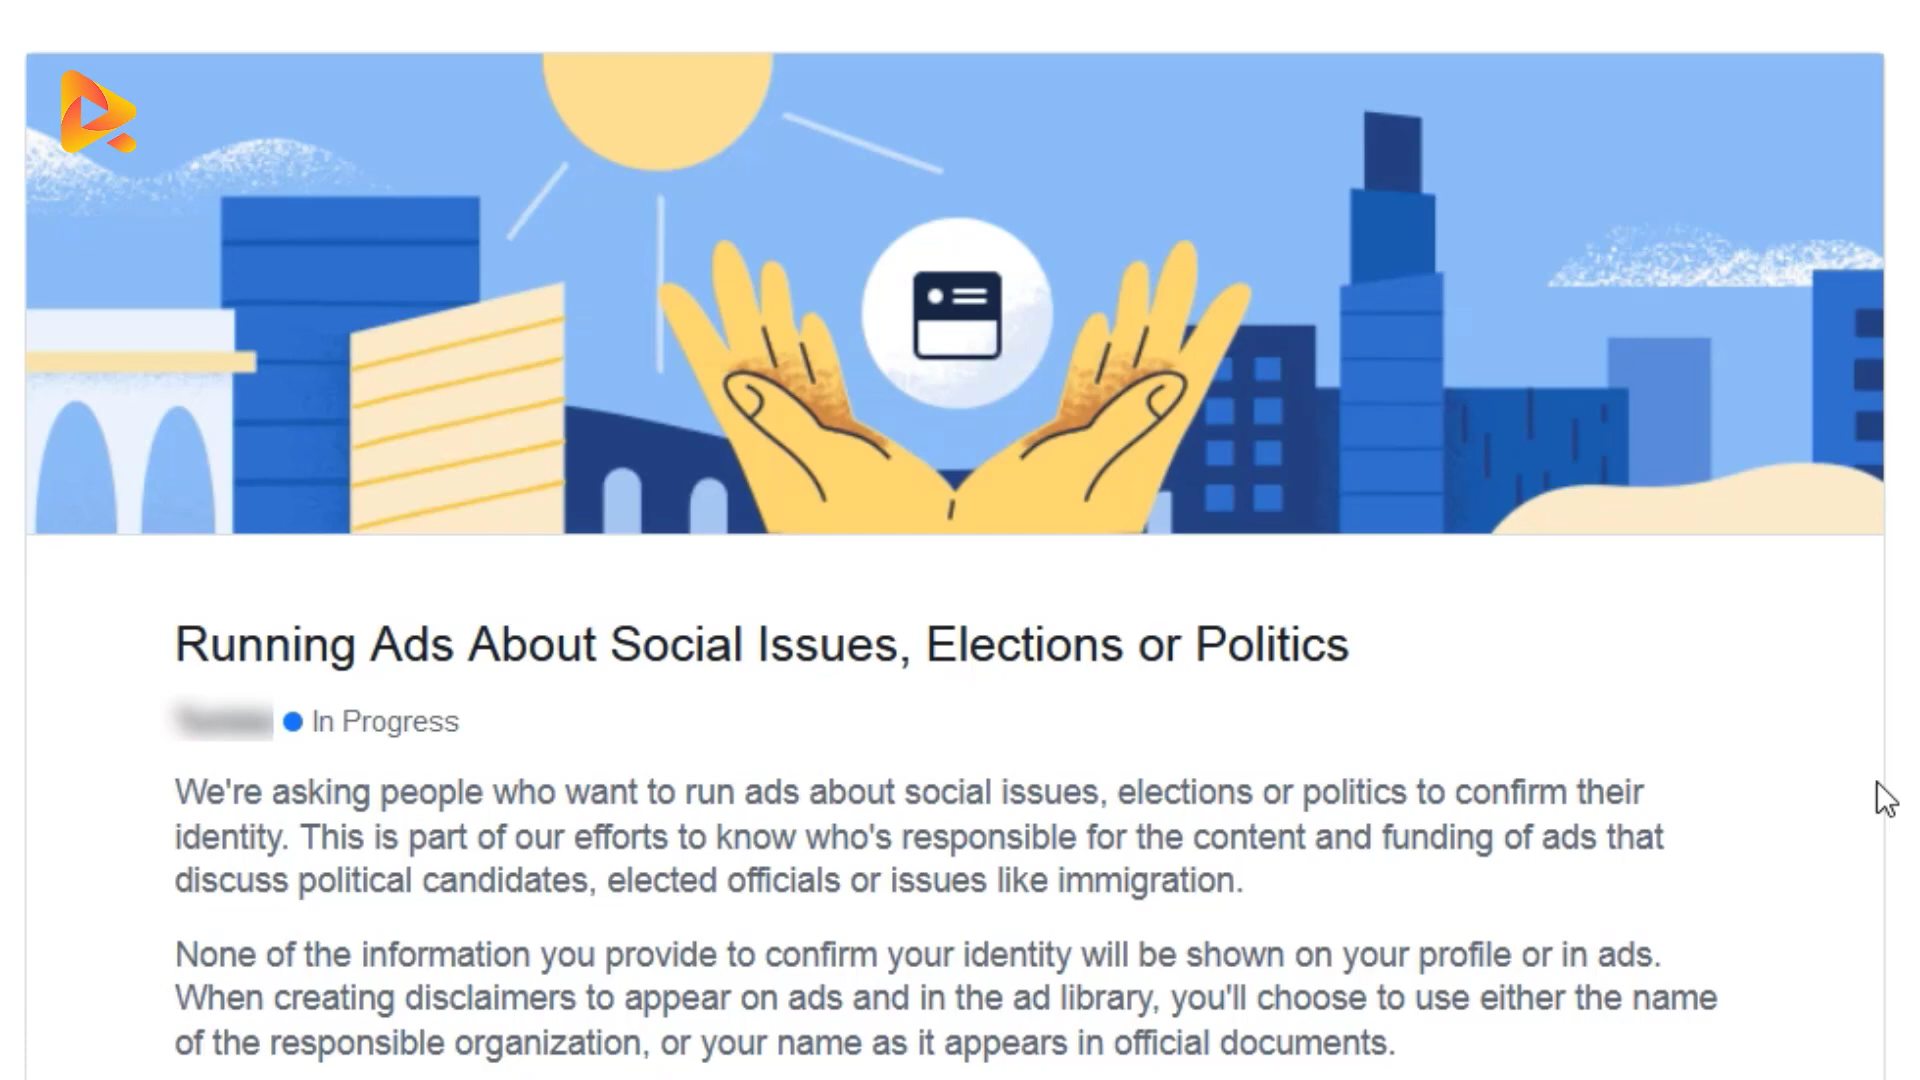 Running Ads About Social Issues, Elections or Politics
In Progress
We're asking people who want to run ads about social issues, elections or politics to confirm their
identity. This is part of our efforts to know who's responsible for the content and funding of ads that
discuss political candidates, elected officials or issues like immigration.
None of the information you provide to confirm your identity will be shown on your profile or in ads.
When creating disclaimers to appear on ads and in the ad library, you'll choose to use either the name
of the responsible organization, or your name as it appears in official documents.